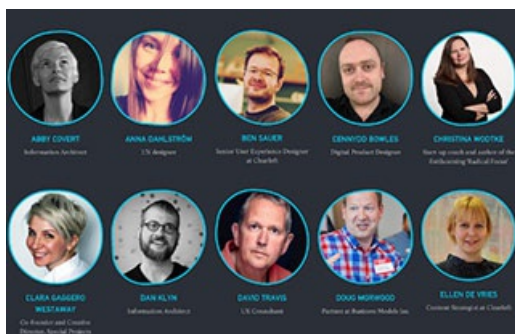 ABBY COVERT
Information Architect
ANNA DAHLSTRÖM
UX designer
BEN SAUER
Senior User Experience Designer
at Clearleft
CENNYDD BOWLES
Digital Product Designer
CHRISTINA WODTKE
Start-up coach and author of the
forthcoming 'Radical Focus'
CLARA GAGGERO
WESTAWAY
Co-founder and Creative
Director, Special Projects
DAN KLYN
Information Architect
DAVID TRAVIS
UX Consultant
DOUG MORWOOD
Partner at Business Models Inc.
ELLEN DE VRIES
Content Strategist at Clearleft